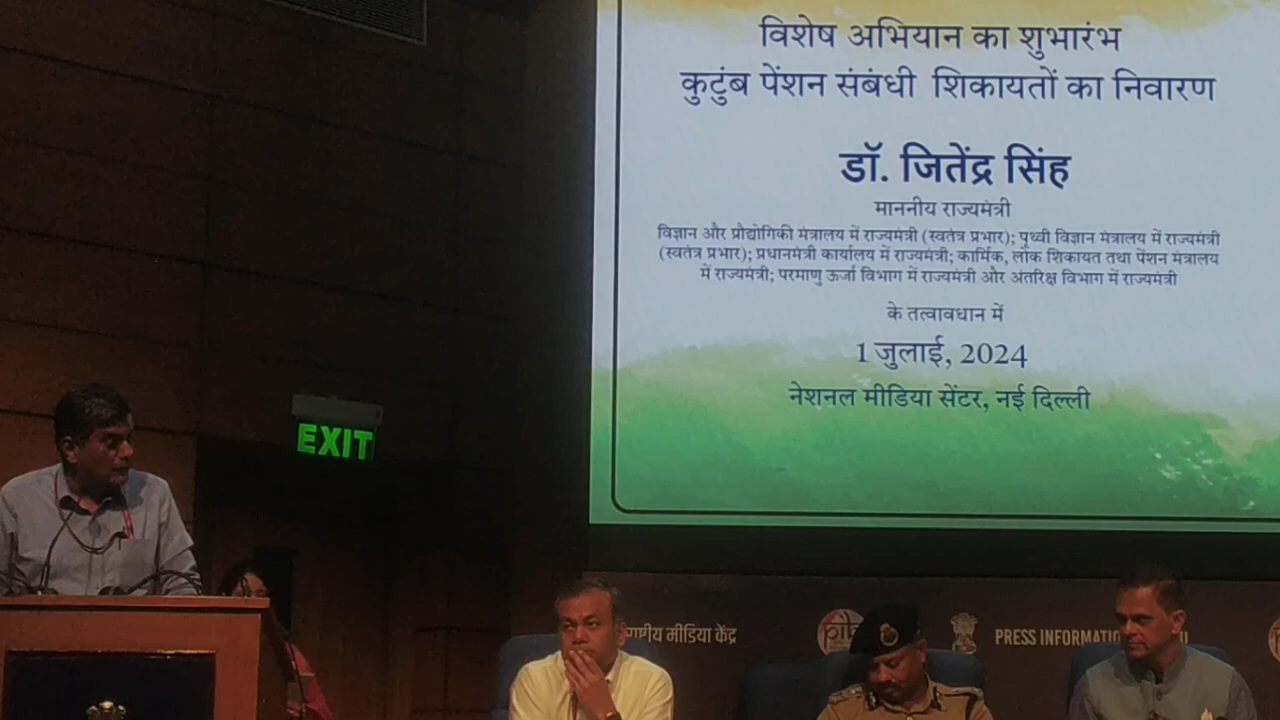 विशेष अभियान का शुभारंभ
कुटुंब पेंशन संबंधी शिकायतों का निवारण
डॉ. जितेंद्र सिंह
माननीय राज्यमंत्री
विज्ञान और प्रौद्योगिकी मंत्रालय में राज्यमंत्री (स्वतंत्र प्रभार); पृथ्वी विज्ञान मंत्रालय में राज्यमंत्री
(स्वतंत्र प्रभार); प्रधानमंत्री कार्यालय में राज्यमंत्री; कार्मिक, लोक शिकायत तथा पेंशन मंत्रालय
में राज्यमंत्री; परमाणु ऊर्जा विभाग में राज्यमंत्री और अंतरिक्ष विभाग में राज्यमंत्री
के तत्वावधान में
1 जुलाई, 2024
नेशनल मीडिया सेंटर, नई दिल्ली
EXIT
मीडिया केंद्र
pib
PRESS